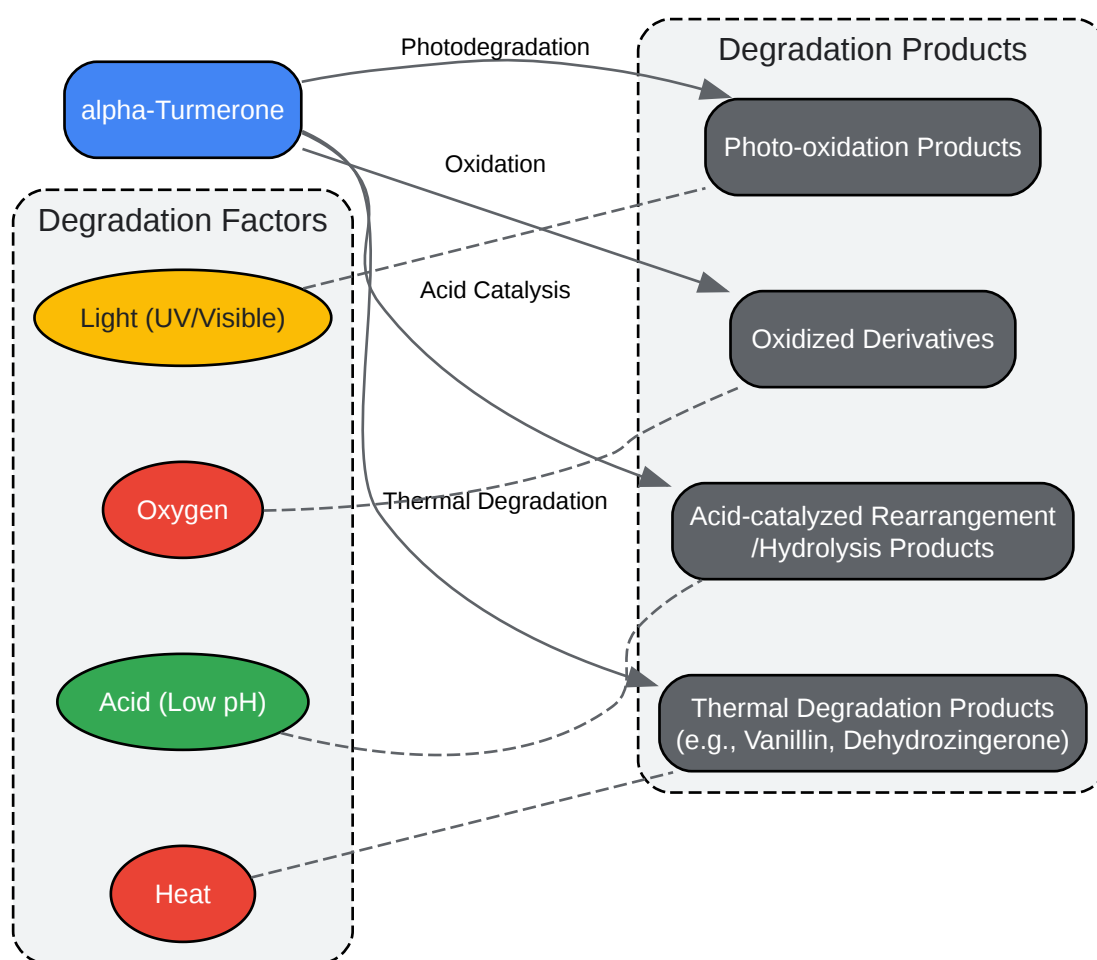 Photodegradation
Degradation Products
alpha-Turmerone
Photo-oxidation Products
Oxidation
Degradation Factors
Light (UV/Visible)
Acid Catalysis
Oxidized Derivatives
Oxygen
Thermal Degradation
Acid-catalyzed Rearrangement
/Hydrolysis Products
Acid (Low pH)
Thermal Degradation Products
(e.g., Vanillin, Dehydrozingerone)
Heat